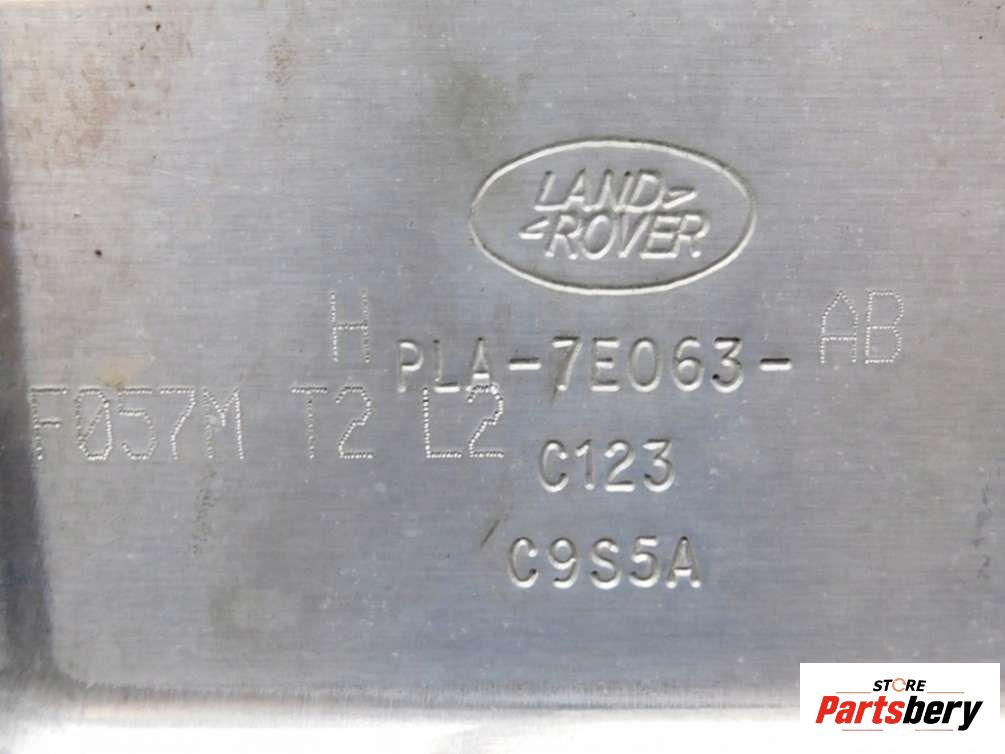 LAND
ROVER
H PLA-7E063-AB
F057M T2 L2
C123
C9S5A
STORE
Partsbery